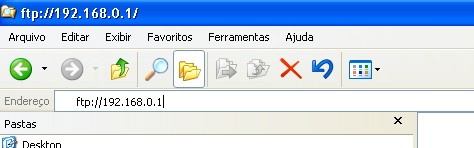 ftp://192.168.0.1/
Arquivo Editar Exibir Favoritos Ferramentas Ajuda
Endereço ftp://192.168.0.1
Pastas
Desktop